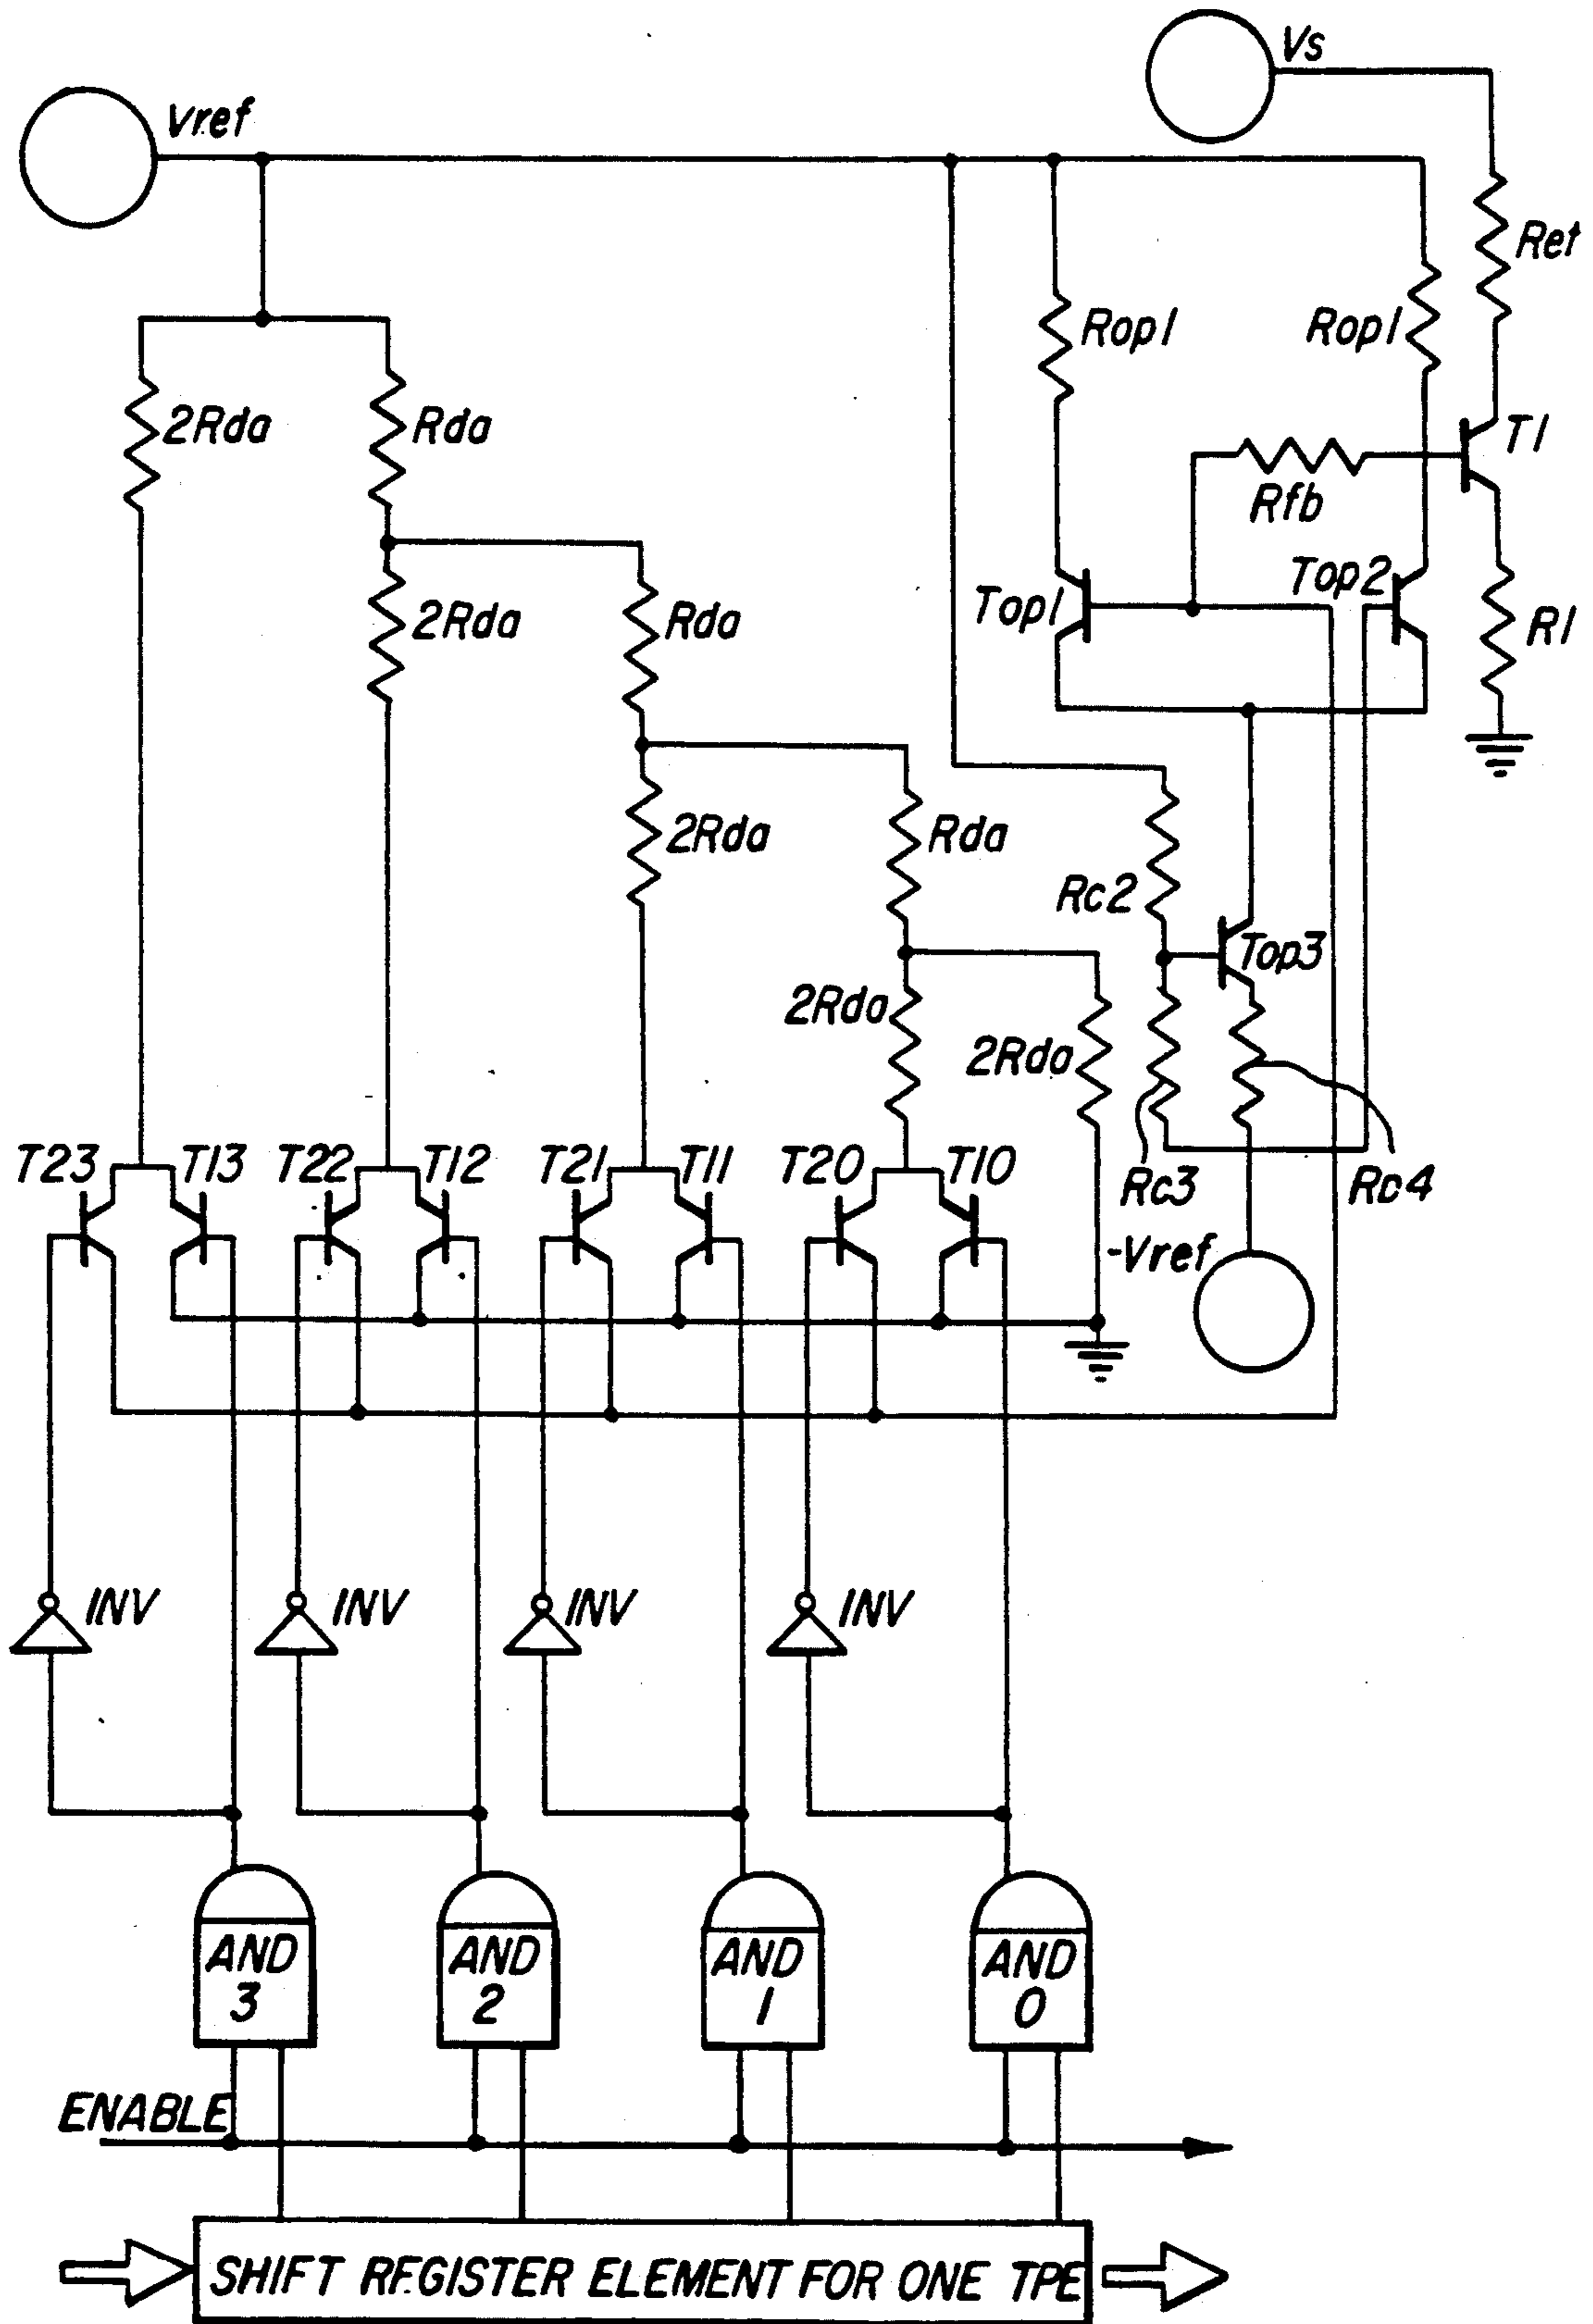 Vs
Vref
Ret
Rop1
Rop1
2Rda
Rda
T1
Rfb
Top1
Top2
2Rda
Rda
R1
2Rda
Rda
Rc2
Top3
2Rda
2Rda
T23
T13
T22
T12
T21
T11
T20
T10
Rc3
Rc4
-Vref
INV
INV
INV
INV
AND
3
AND
2
AND
1
AND
0
ENABLE
SHIFT REGISTER ELEMENT FOR ONE TPE